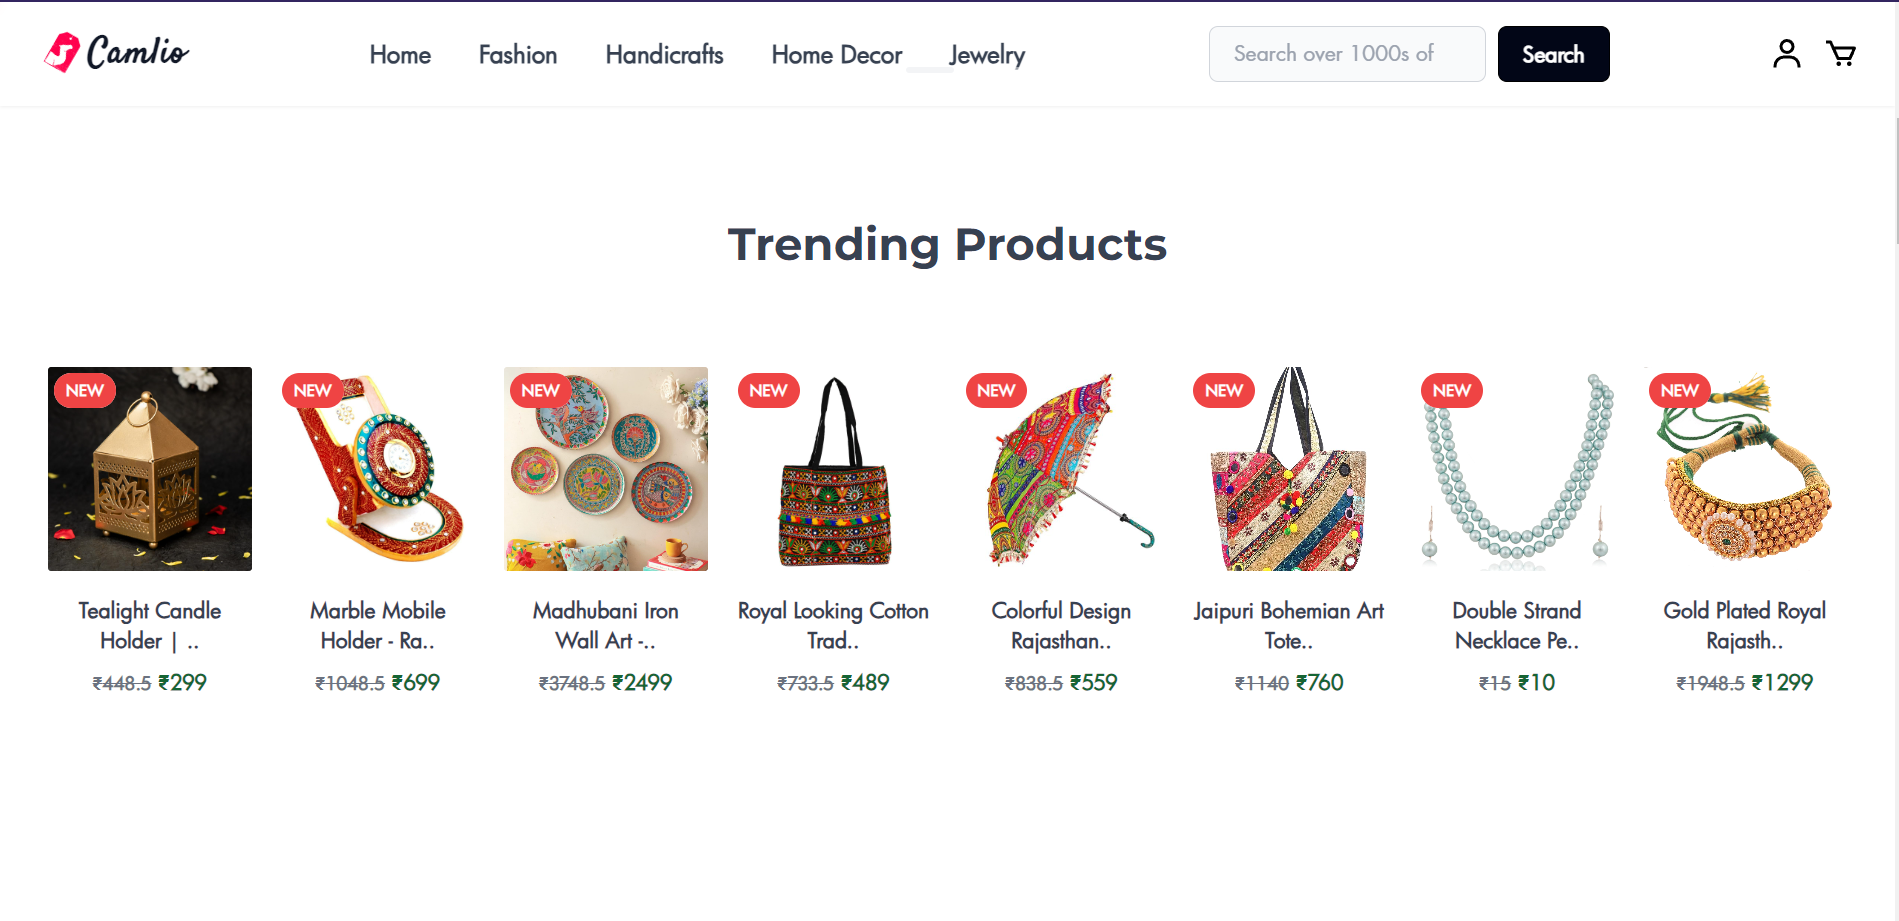 Camlio
Home
Fashion
Handicrafts
Home Decor
Jewelry
Search over 1000s of
Search
Trending Products
NEW
NEW
NEW
NEW
NEW
NEW
NEW
NEW
Tealight Candle
Holder | ..
₹448.5 ₹299
Marble Mobile
Holder - Ra..
₹1048.5 ₹699
Madhubani Iron
Wall Art -..
₹3748.5 ₹2499
Royal Looking Cotton
Trad..
₹733.5 ₹489
Colorful Design
Rajasthan..
₹838.5 ₹559
Jaipuri Bohemian Art
Tote..
₹1140 ₹760
Double Strand
Necklace Pe..
₹15 ₹10
Gold Plated Royal
Rajasth..
₹1948.5 ₹1299